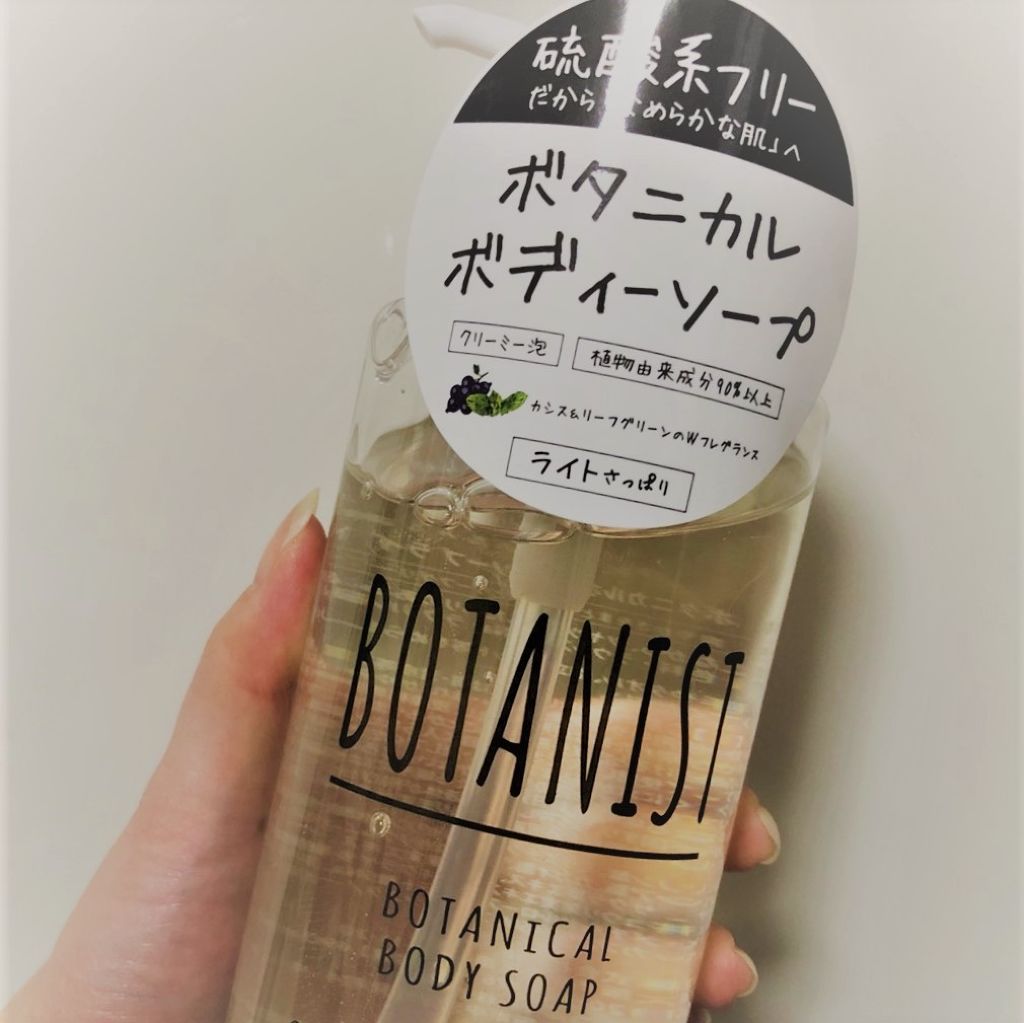 硫酸系フリー
だから「なめらかな肌」へ
ボタニカル
ボディーソープ
クリーミー泡
植物由来成分90%以上
カシス&リーフグリーンのWフレグランス
ライトさっぱり
BOTANIST
BOTANICAL
BODY SOAP